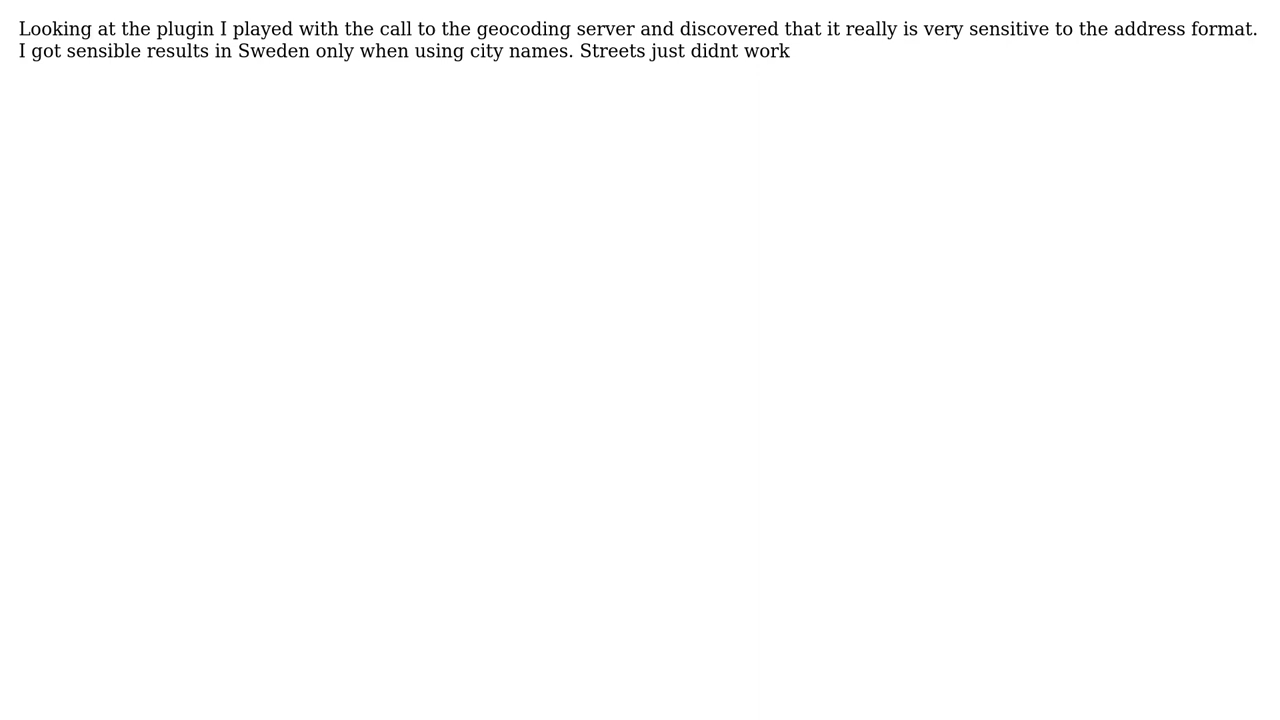 Looking at the plugin I played with the call to the geocoding server and discovered that it really is very sensitive to the address format.
I got sensible results in Sweden only when using city names. Streets just didnt work